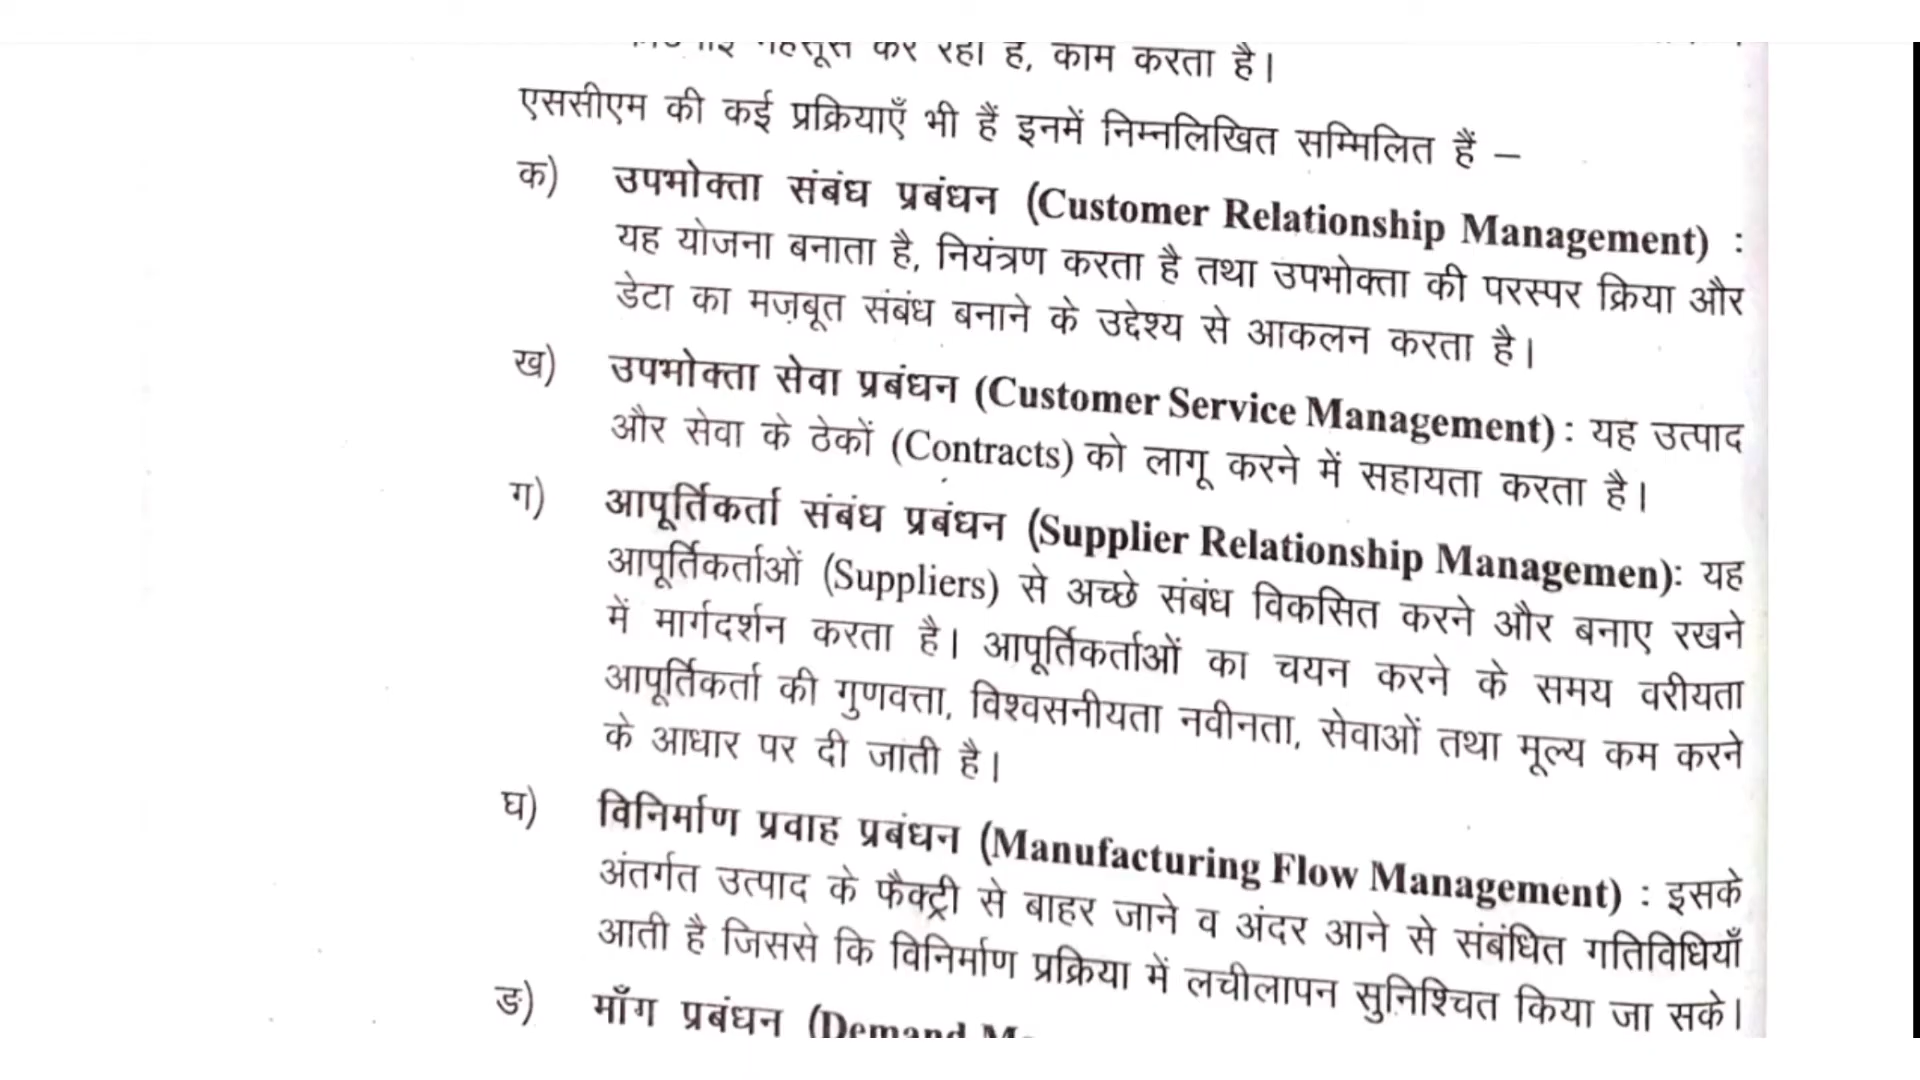 कर रहा है, काम करता है।
एससीएम की कई प्रक्रियाएँ भी हैं इनमें निम्नलिखित सम्मिलित हैं –
क) उपभोक्ता संबंध प्रबंधन (Customer Relationship Management) :
यह योजना बनाता है, नियंत्रण करता है तथा उपभोक्ता की परस्पर क्रिया और
डेटा का मज़बूत संबंध बनाने के उद्देश्य से आकलन करता है।
ख) उपभोक्ता सेवा प्रबंधन (Customer Service Management) : यह उत्पाद
और सेवा के ठेकों (Contracts) को लागू करने में सहायता करता है।
ग) आपूर्तिकर्ता संबंध प्रबंधन (Supplier Relationship Managemen): यह
आपूर्तिकर्ताओं (Suppliers) से अच्छे संबंध विकसित करने और बनाए रखने
में मार्गदर्शन करता है। आपूर्तिकर्ताओं का चयन करने के समय वरीयता
आपूर्तिकर्ता की गुणवत्ता, विश्वसनीयता नवीनता, सेवाओं तथा मूल्य कम करने
के आधार पर दी जाती है।
घ) विनिर्माण प्रवाह प्रबंधन (Manufacturing Flow Management) : इसके
अंतर्गत उत्पाद के फैक्ट्री से बाहर जाने व अंदर आने से संबंधित गतिविधियाँ
आती है जिससे कि विनिर्माण प्रक्रिया में लचीलापन सुनिश्चित किया जा सके।
ङ) माँग प्रबंधन (Demand